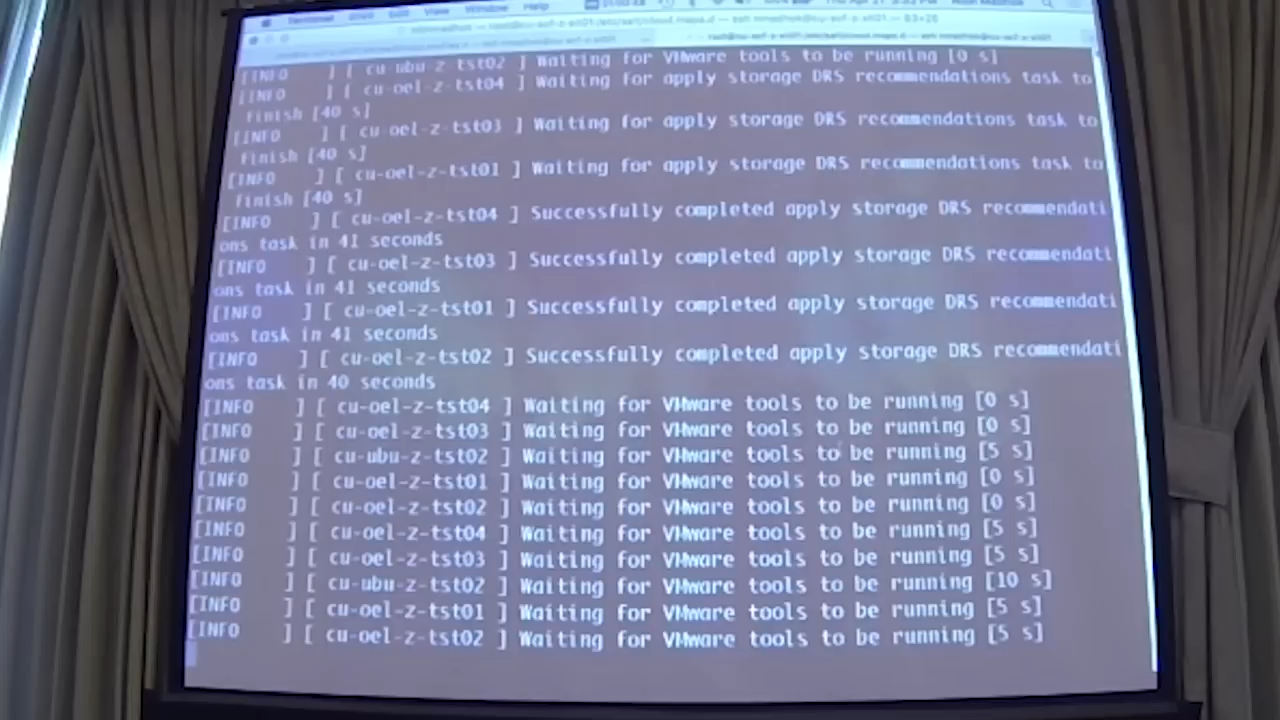 Terminal Shell Edit View Window Help
[INFO ] [ cu-ubu-z-tst02 ] Waiting for VMware tools to be running [0 s]
[INFO ] [ cu-oel-z-tst04 ] Waiting for apply storage DRS recommendations task to
finish [40 s]
[INFO ] [ cu-oel-z-tst03 ] Waiting for apply storage DRS recommendations task to
finish [40 s]
[INFO ] [ cu-oel-z-tst01 ] Waiting for apply storage DRS recommendations task to
finish [40 s]
[INFO ] [ cu-oel-z-tst04 ] Successfully completed apply storage DRS recommendati
ons task in 41 seconds
[INFO ] [ cu-oel-z-tst03 ] Successfully completed apply storage DRS recommendati
ons task in 41 seconds
[INFO ] [ cu-oel-z-tst01 ] Successfully completed apply storage DRS recommendati
ons task in 41 seconds
[INFO ] [ cu-oel-z-tst02 ] Successfully completed apply storage DRS recommendati
ons task in 40 seconds
[INFO ] [ cu-oel-z-tst04 ] Waiting for VMware tools to be running [0 s]
[INFO ] [ cu-oel-z-tst03 ] Waiting for VMware tools to be running [0 s]
[INFO ] [ cu-ubu-z-tst02 ] Waiting for VMware tools to be running [5 s]
[INFO ] [ cu-oel-z-tst01 ] Waiting for VMware tools to be running [0 s]
[INFO ] [ cu-oel-z-tst02 ] Waiting for VMware tools to be running [0 s]
[INFO ] [ cu-oel-z-tst04 ] Waiting for VMware tools to be running [5 s]
[INFO ] [ cu-oel-z-tst03 ] Waiting for VMware tools to be running [5 s]
[INFO ] [ cu-ubu-z-tst02 ] Waiting for VMware tools to be running [10 s]
[INFO ] [ cu-oel-z-tst01 ] Waiting for VMware tools to be running [5 s]
[INFO ] [ cu-oel-z-tst02 ] Waiting for VMware tools to be running [5 s]